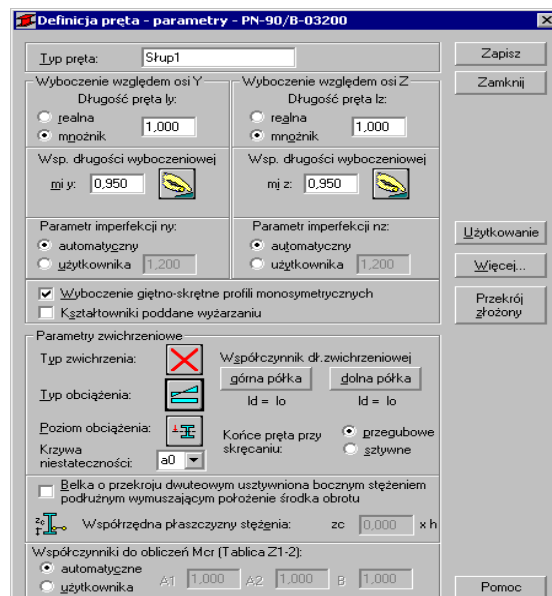 Definicja pręta - parametry - PN-90/B-03200
Typ pręta: Słup1
Zapisz
Zamknij
Wyboczenie względem osi Y
Długość pręta ly:
realna
mnożnik 1,000
Wyboczenie względem osi Z
Długość pręta lz:
realna
mnożnik 1,000
Wsp. długości wyboczeniowej
mi y: 0,950
Wsp. długości wyboczeniowej
mi z: 0,950
Parametr imperfekcji ny:
automatyczny
użytkownika 1,200
Parametr imperfekcji nz:
automatyczny
użytkownika 1,200
Użytkowanie
Więcej...
Przekrój
złożony
Wyboczenie giętno-skrętne profili monosymetrycznych
Kształtowniki poddane wyżarzaniu
Parametry zwichrzeniowe
Typ zwichrzenia:
Typ obciążenia:
Poziom obciążenia:
Krzywa
niestateczności: a0
Współczynnik dł.zwichrzeniowej
górna półka dolna półka
ld = lo ld = lo
Końce pręta przy
skręcaniu:
przegubowe
sztywne
Belka o przekroju dwuteowym usztywniona bocznym stężeniem
podłużnym wymuszającym położenie środka obrotu
zc Współrzędna płaszczyzny stężenia: zc 0,000 x h
Współczynniki do obliczeń Mcr (Tablica Z1-2):
automatyczne
użytkownika A1 1,000 A2 1,000 B 1,000
Pomoc